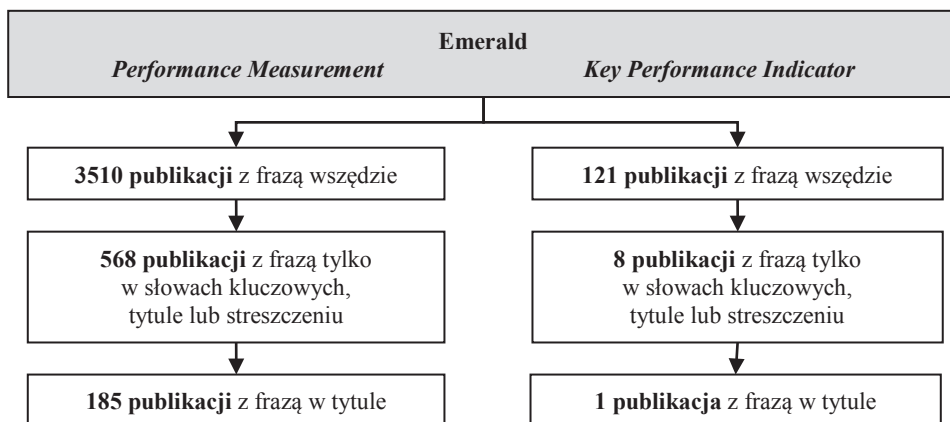 Emerald
Performance Measurement Key Performance Indicator
3510 publikacji z frazą wszędzie
121 publikacji z frazą wszędzie
568 publikacji z frazą tylko
w słowach kluczowych,
tytule lub streszczeniu
8 publikacji z frazą tylko
w słowach kluczowych,
tytule lub streszczeniu
185 publikacji z frazą w tytule
1 publikacja z frazą w tytule